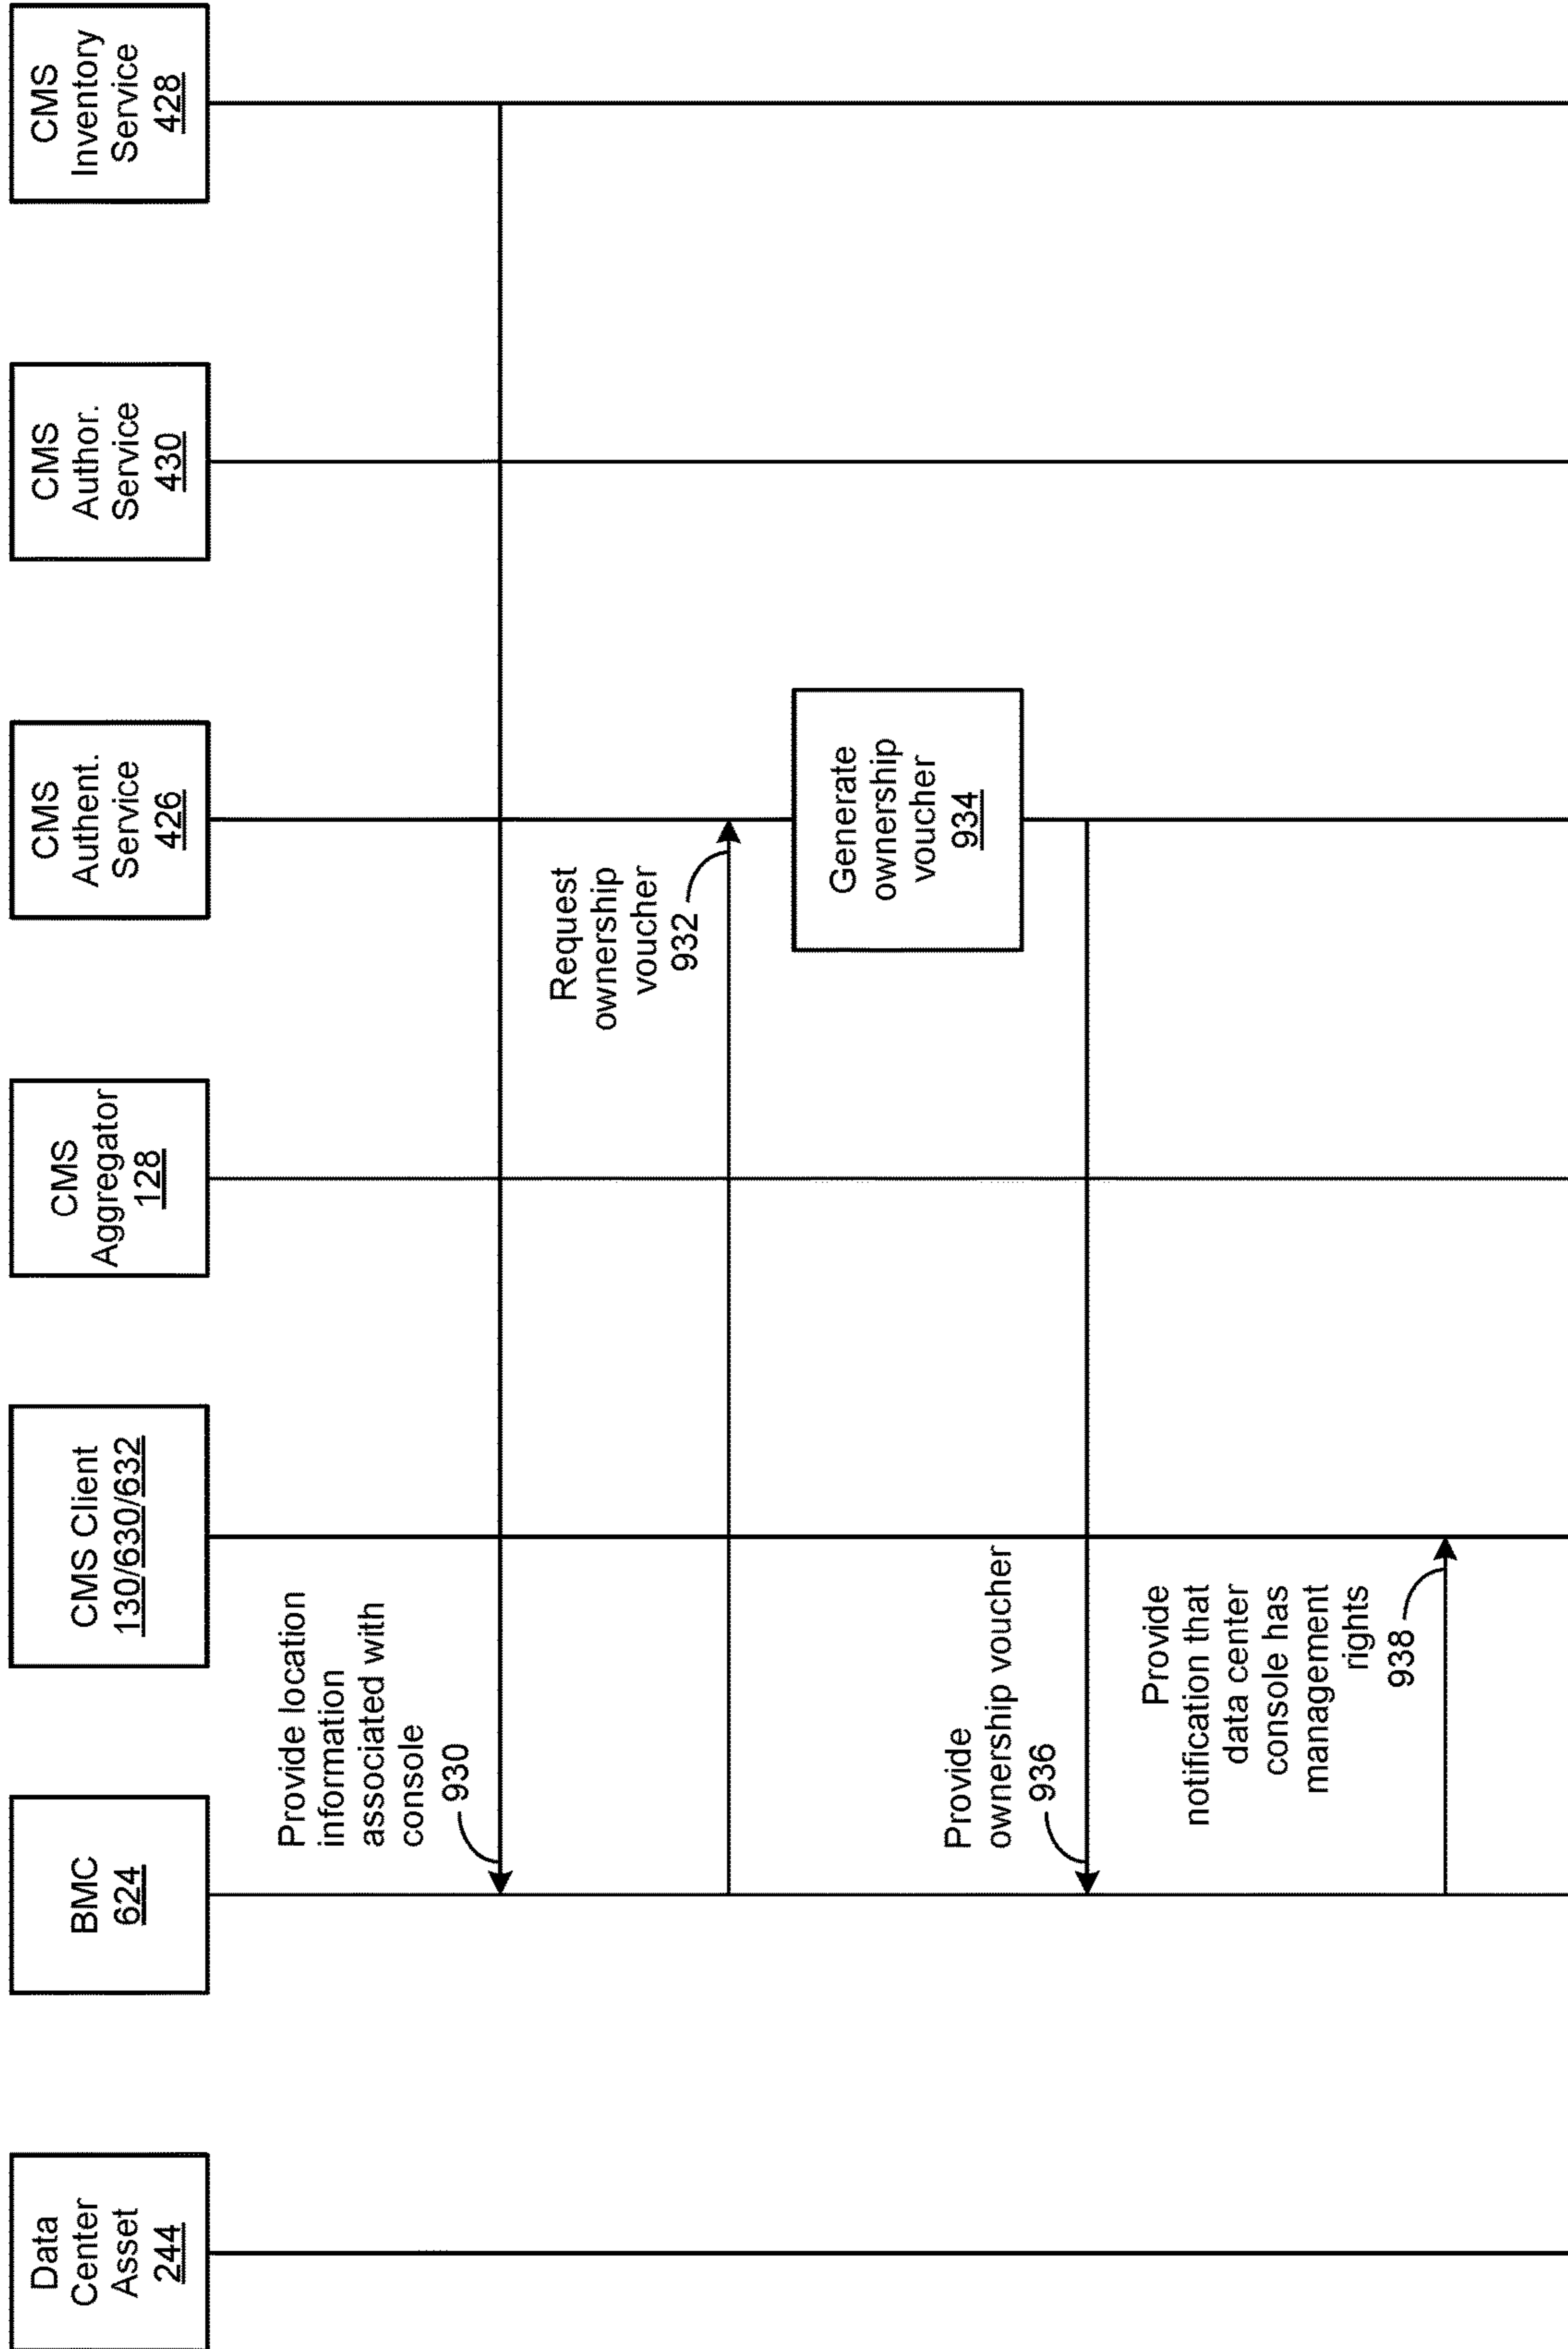 Data
Center
Asset
244
BMC
624
CMS Client
130/630/632
CMS
Aggregator
128
CMS
Authent.
Service
426
CMS
Author.
Service
430
CMS
Inventory
Service
428
Provide location
information
associated with
console
930
Request
ownership
voucher
932
Generate
ownership
voucher
934
Provide
ownership voucher
936
Provide
notification that
data center
console has
management
rights
938